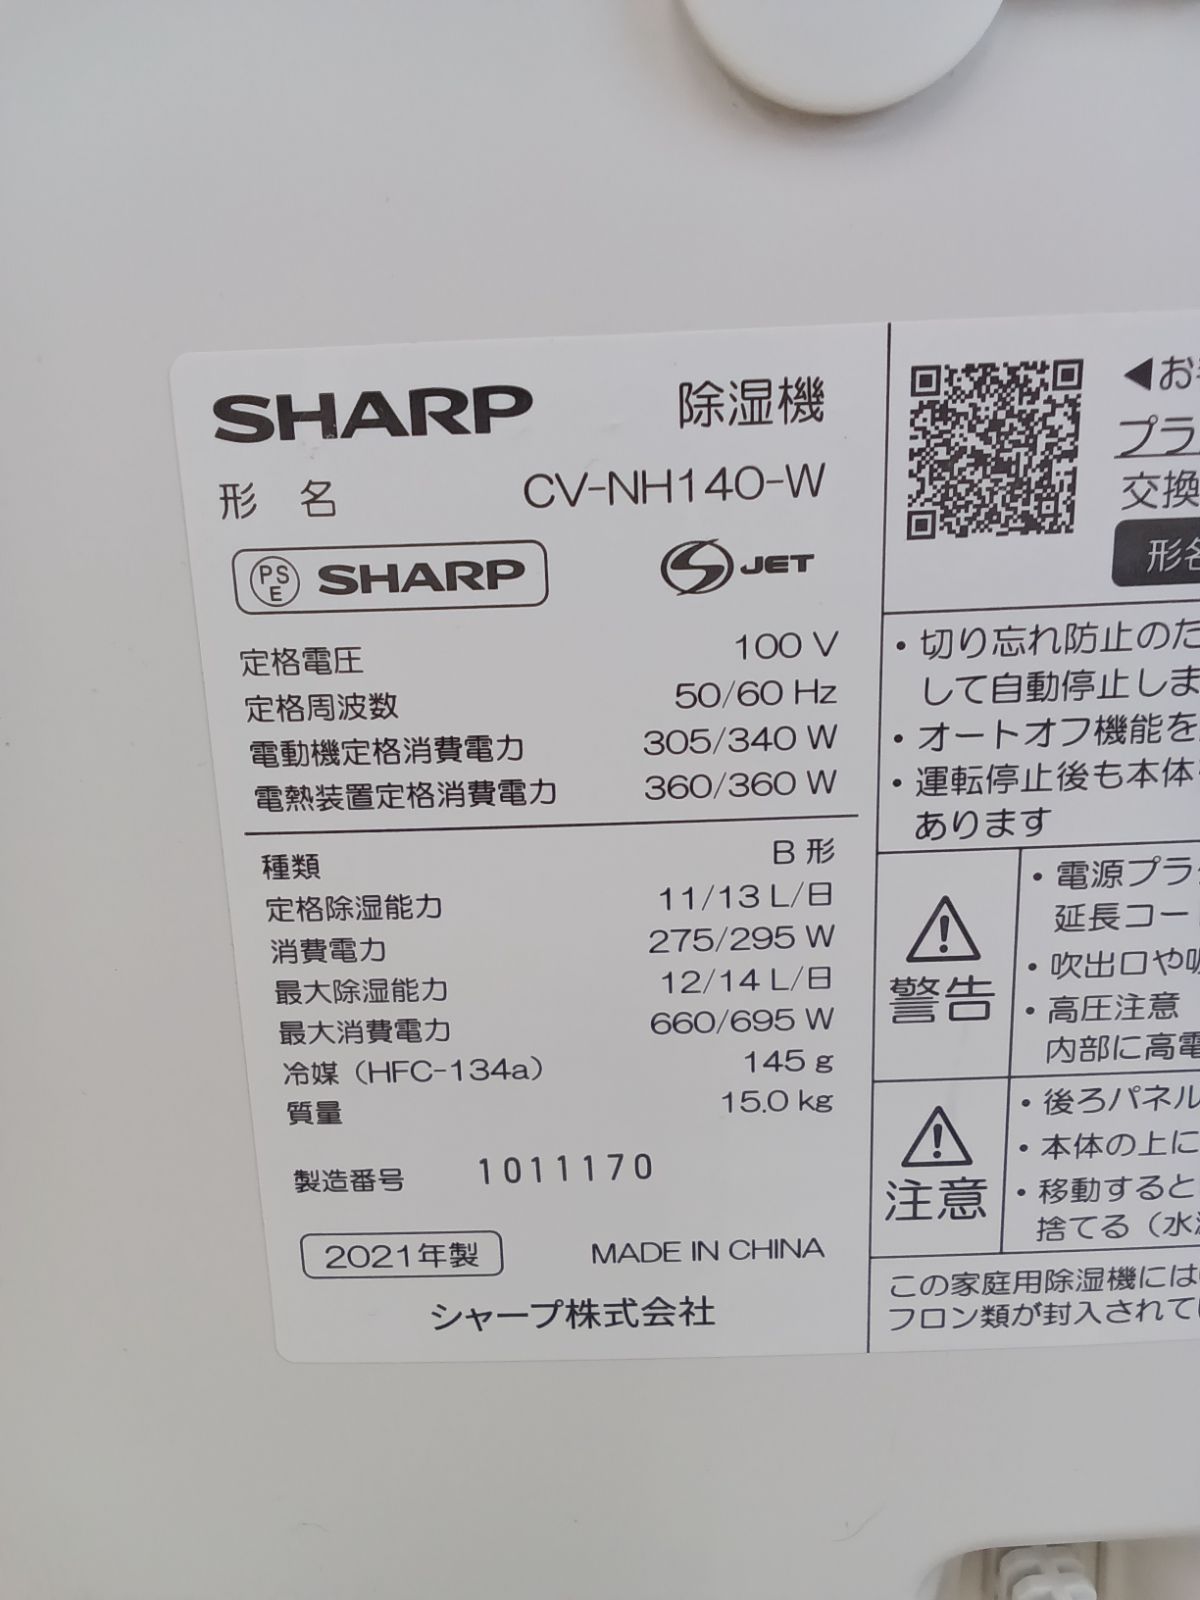 SHARP 除湿機
形 名 CV-NH140-W
PSE SHARP S JET
定格電圧 100 V
定格周波数 50/60 Hz
電動機定格消費電力 305/340 W
電熱装置定格消費電力 360/360 W
種類 B 形
定格除湿能力 11/13 L/日
消費電力 275/295 W
最大除湿能力 12/14 L/日
最大消費電力 660/695 W
冷媒（HFC-134a） 145 g
質量 15.0 kg
製造番号 1011170
2021年製 MADE IN CHINA
シャープ株式会社
◀お
プラ
交換
形名
・切り忘れ防止のた
して自動停止しま
・オートオフ機能を
・運転停止後も本体
あります
警告
・電源プラ
延長コー
・吹出口や吸
・高圧注意
内部に高電
注意
・後ろパネル
・本体の上に
・移動すると
捨てる（水
この家庭用除湿機には
フロン類が封入されて